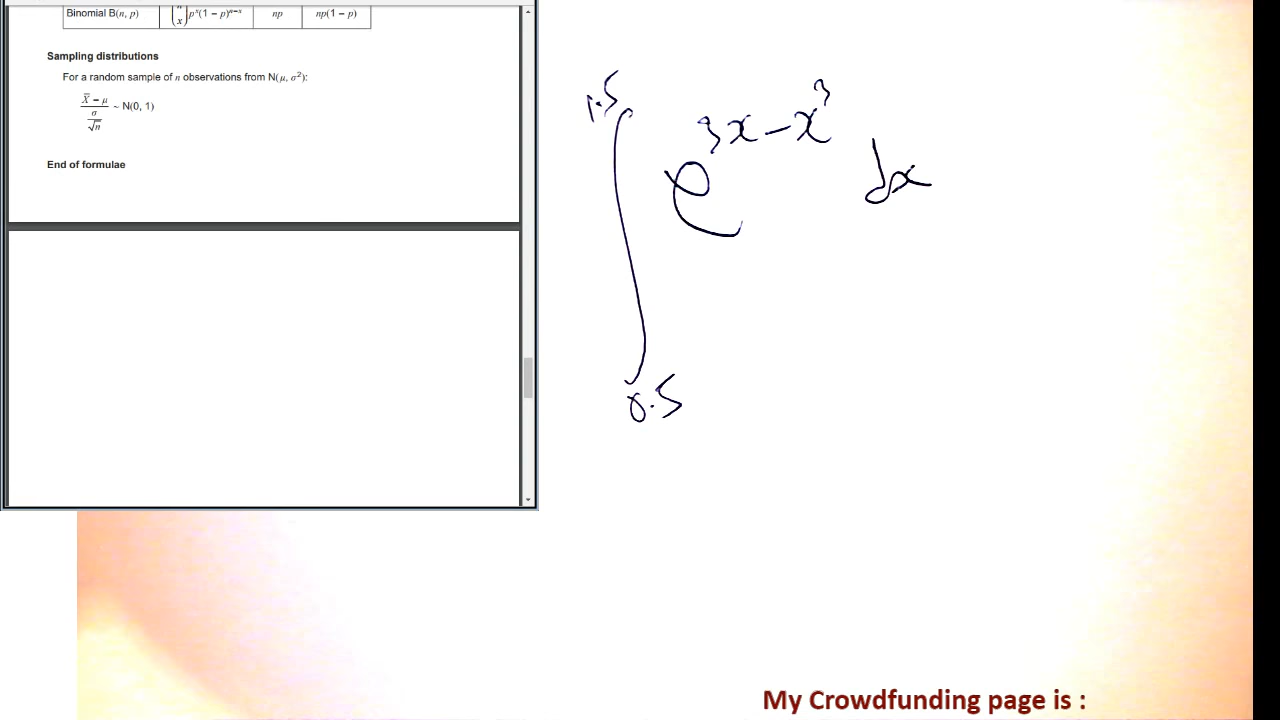 Binomial B(n, p) (n x) pˣ(1 – p)ⁿ⁻ˣ np np(1 – p)
Sampling distributions
For a random sample of n observations from N(μ, σ²):
X̅ – μ
σ
√n
~ N(0, 1)
End of formulae
1.5
∫ e^{3x–x³} dx
0.5
My Crowdfunding page is :